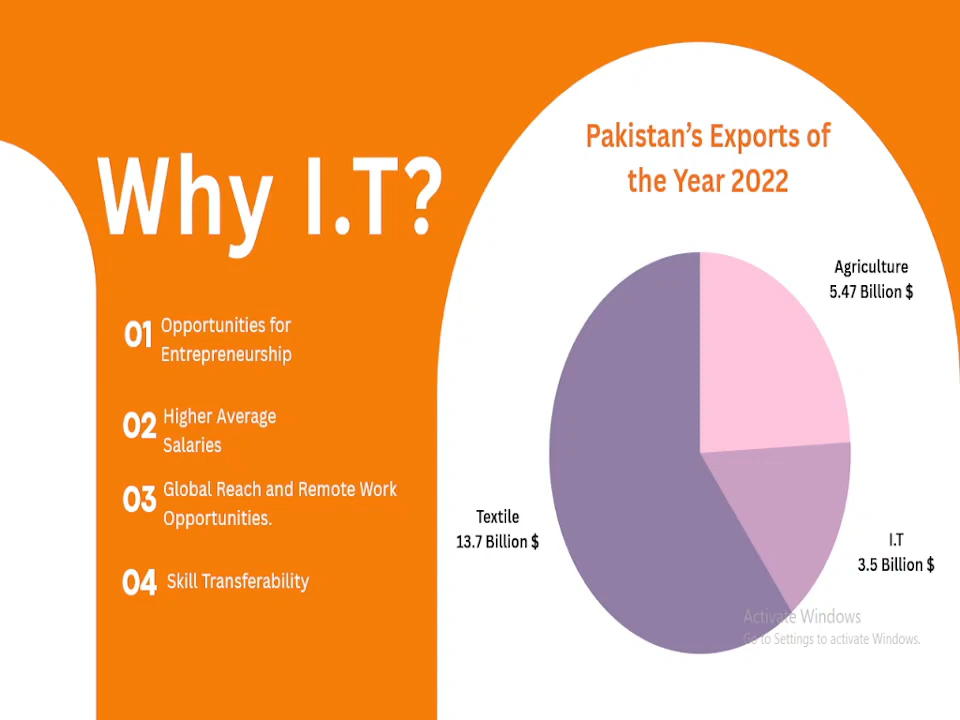 Why I.T?
01 Opportunities for
Entrepreneurship
02 Higher Average
Salaries
03 Global Reach and Remote Work
Opportunities.
04 Skill Transferability
Pakistan's Exports of
the Year 2022
Agriculture
5.47 Billion $
Textile
13.7 Billion $
I.T
3.5 Billion $
Activate Windows
Go to Settings to activate Windows.